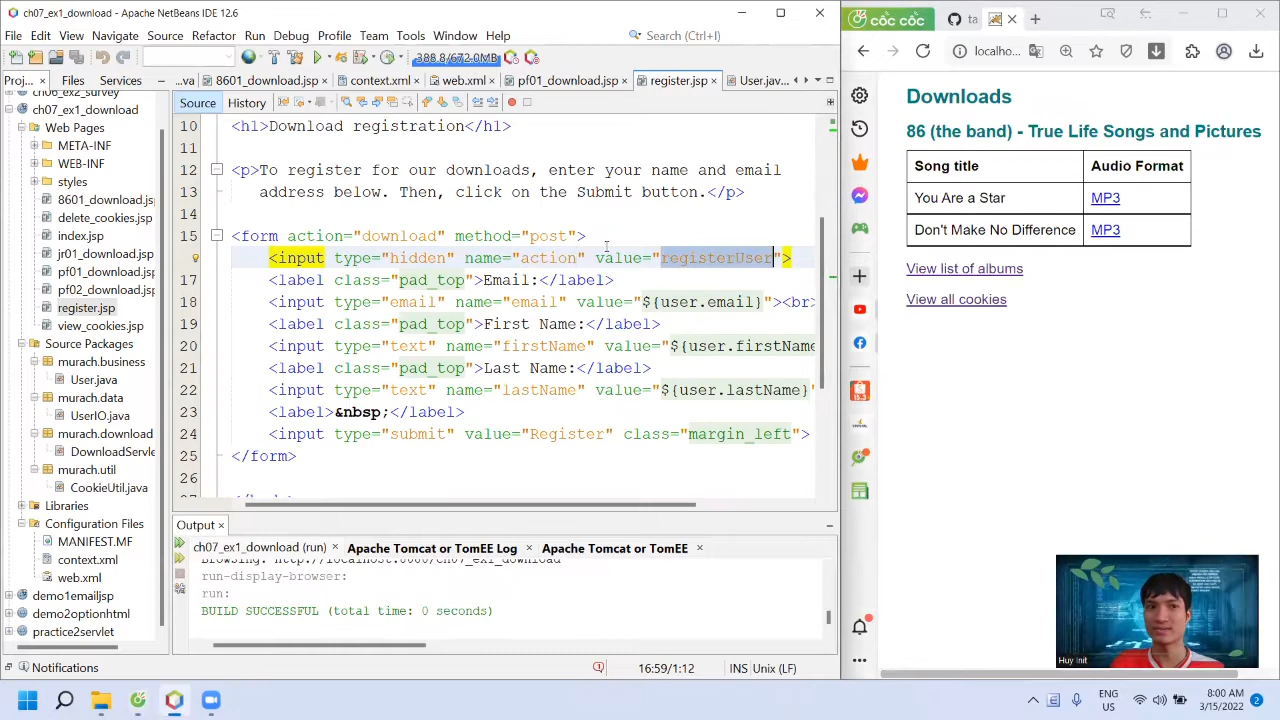 ch07_ex1_download - Apache NetBeans IDE 12.6
File Edit View Navigate Run Debug Profile Team Tools Window Help
Search (Ctrl+I)
388.8/672.0MB
Proj... Files Services
...va 8601_download.jsp context.xml web.xml pf01_download.jsp register.jsp User.jav...
Source History
ch06_ex2_survey
ch07_ex1_download
Web Pages
META-INF
WEB-INF
styles
8601_download.jsp
delete_cookies.jsp
index.jsp
jr01_download.jsp
pf01_download.jsp
pf02_download.jsp
register.jsp
view_cookies.jsp
Source Packages
murach.business
User.java
murach.data
UserIO.java
murach.download
DownloadServle
murach.util
CookieUtil.java
Libraries
Configuration Files
MANIFEST.MF
context.xml
web.xml
demo1emailjsp
demo2optionhtml
practice2servlet
10 <h1>Download registration</h1>
11
12 <p>To register for our downloads, enter your name and email
13 address below. Then, click on the Submit button.</p>
14
15 <form action="download" method="post">
<input type="hidden" name="action" value="registerUser">
17 <label class="pad_top">Email:</label>
18 <input type="email" name="email" value="${user.email}"><br>
19 <label class="pad_top">First Name:</label>
20 <input type="text" name="firstName" value="${user.firstName
21 <label class="pad_top">Last Name:</label>
22 <input type="text" name="lastName" value="${user.lastName}"
23 <label>&nbsp;</label>
24 <input type="submit" value="Register" class="margin_left">
25 </form>
26
Output
ch07_ex1_download (run) Apache Tomcat or TomEE Log Apache Tomcat or TomEE
Browsing: http://localhost:8080/ch07_ex1_download
run-display-browser:
run:
BUILD SUCCESSFUL (total time: 0 seconds)
Notifications
16:59/1:12 INS Unix (LF)
cốc cốc ta
localho...
Downloads
86 (the band) - True Life Songs and Pictures
Song title Audio Format
You Are a Star MP3
Don't Make No Difference MP3
View list of albums
View all cookies
Huy Init
ENG
US
8:00 AM
3/15/2022
2